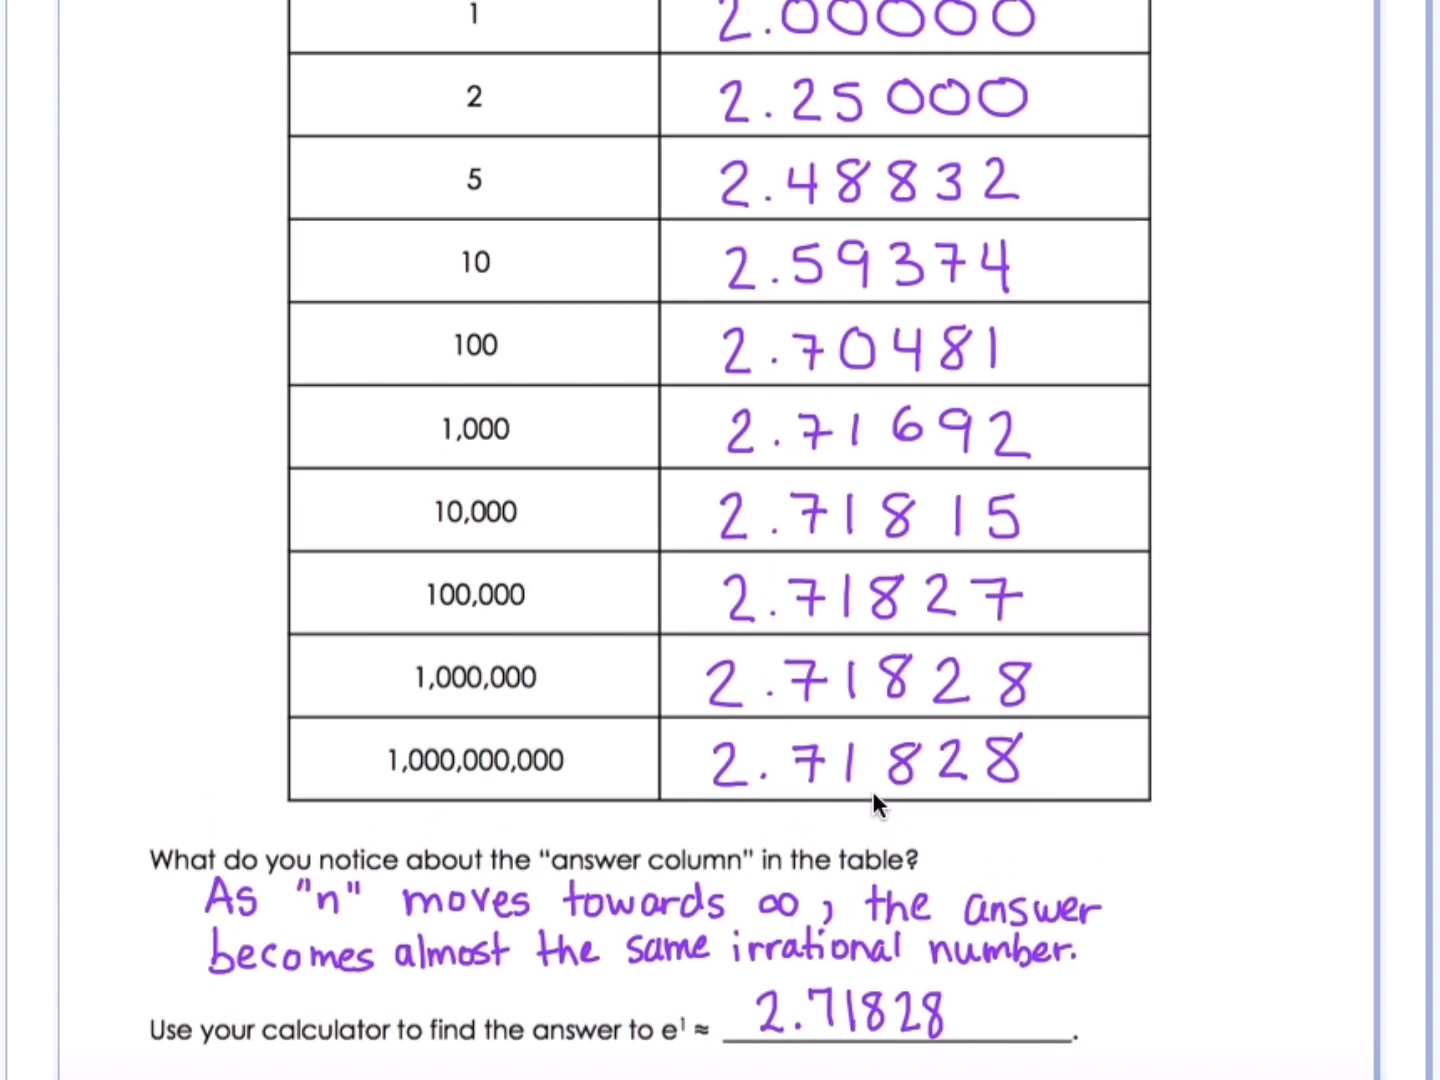 1 2.00000
2 2.25000
5 2.48832
10 2.59374
100 2.70481
1,000 2.71692
10,000 2.71815
100,000 2.71827
1,000,000 2.71828
1,000,000,000 2.71828
What do you notice about the "answer column" in the table?
As "n" moves towards ∞, the answer
becomes almost the same irrational number.
Use your calculator to find the answer to e¹ ≈ 2.71828.